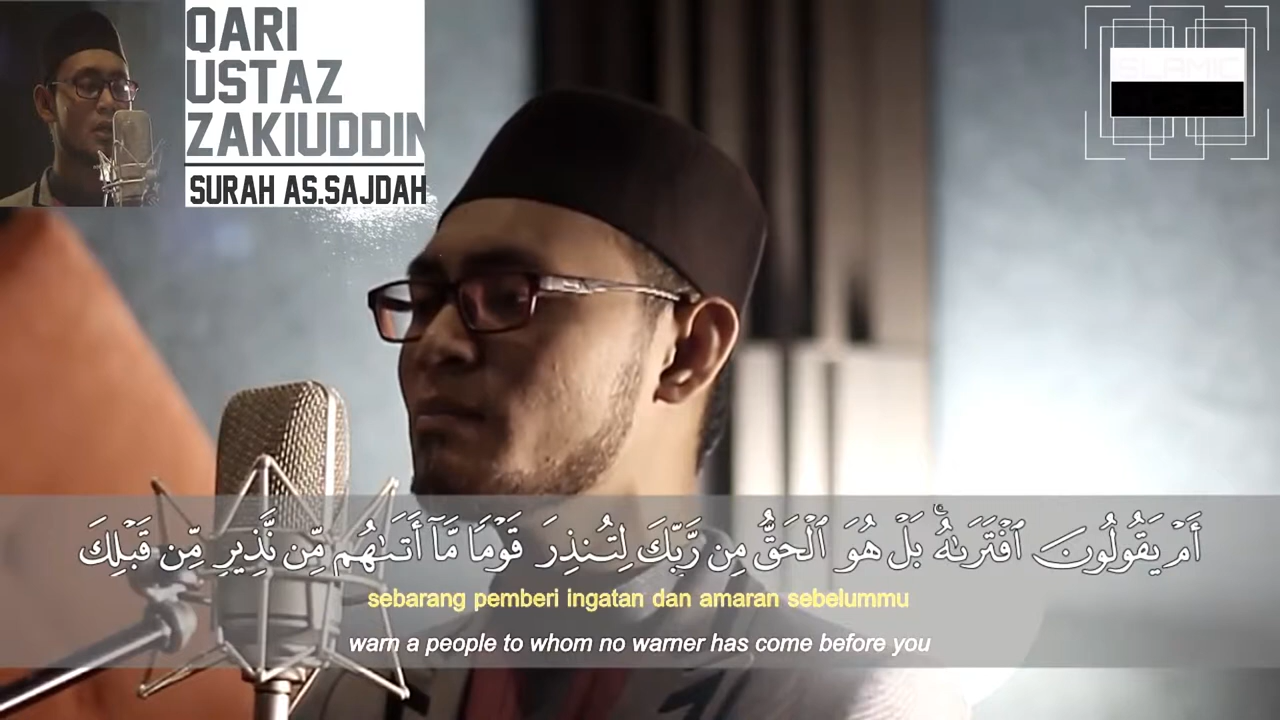 QARI
USTAZ
ZAKIUDDIN
SURAH AS.SAJDAH
أَمْ يَقُولُونَ ٱفْتَرَىٰهُ ۚ بَلْ هُوَ ٱلْحَقُّ مِن رَّبِّكَ لِتُنذِرَ قَوْمًا مَّآ أَتَىٰهُم مِّن نَّذِيرٍ مِّن قَبْلِكَ
sebarang pemberi ingatan dan amaran sebelummu
warn a people to whom no warner has come before you